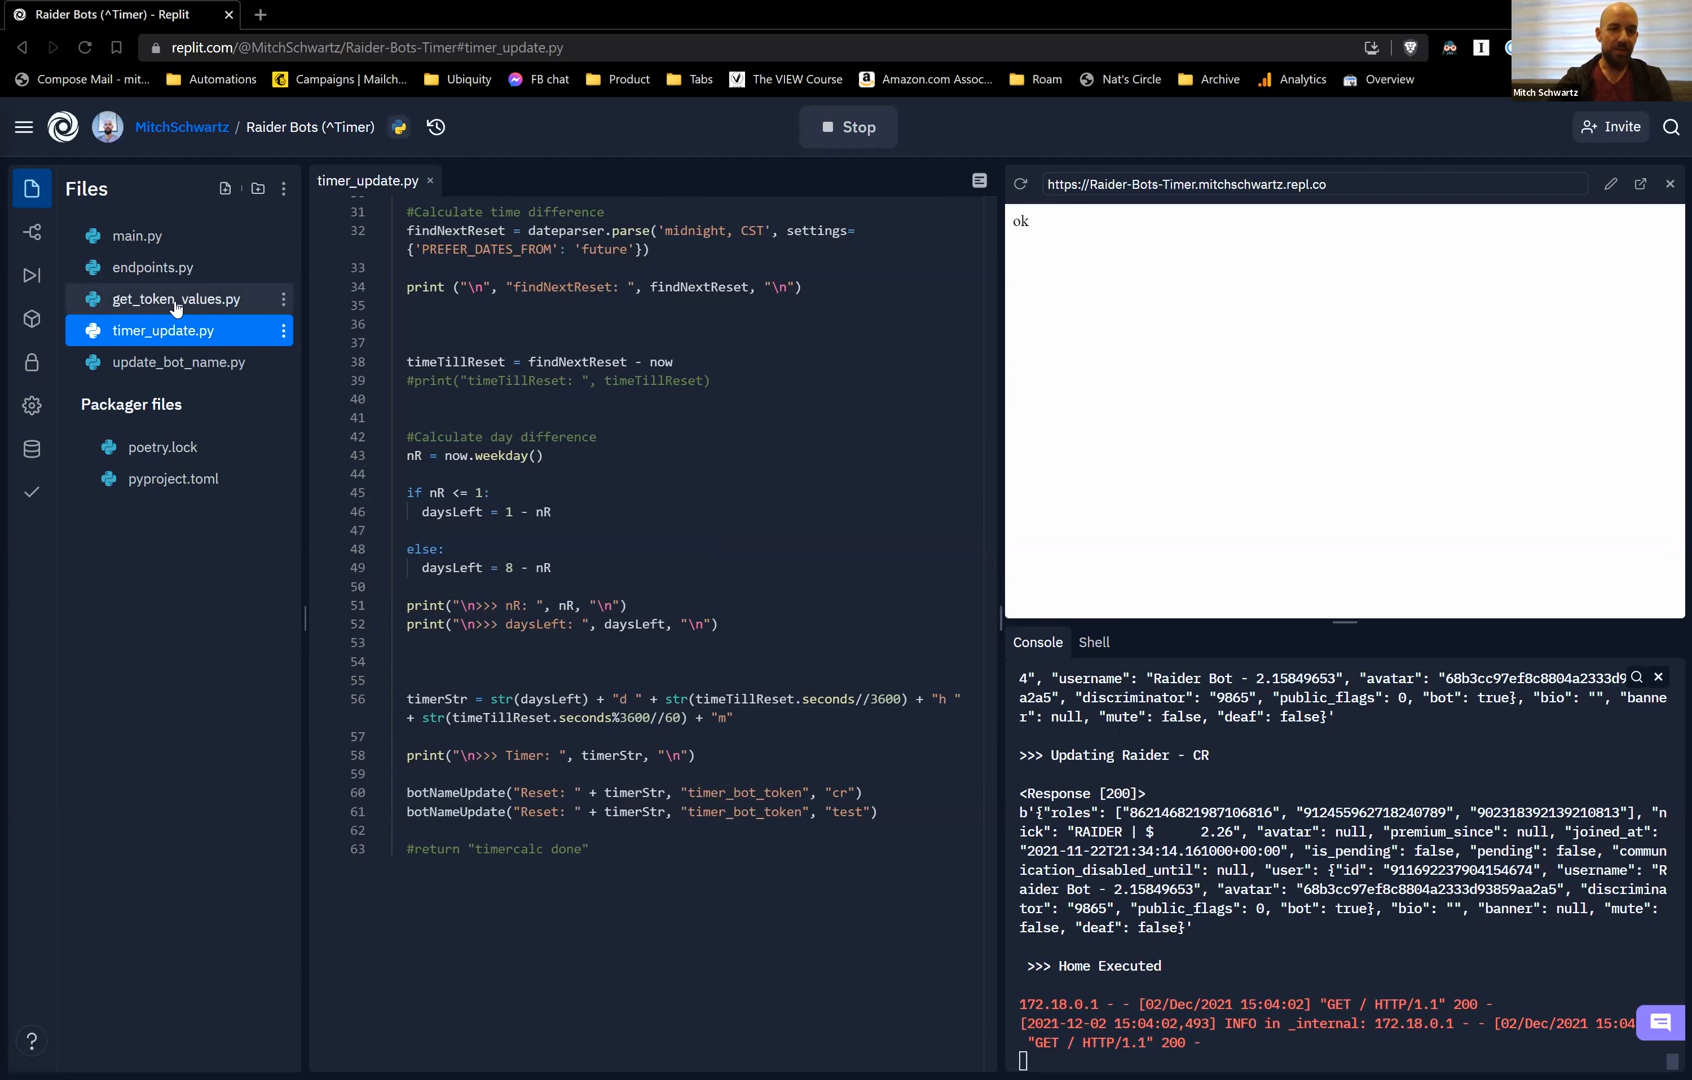 Raider Bots (^Timer) - Replit
replit.com/@MitchSchwartz/Raider-Bots-Timer#timer_update.py
Compose Mail - mit...
Automations
Campaigns | Mailch...
Ubiquity
FB chat
Product
Tabs
The VIEW Course
Amazon.com Assoc...
Roam
Nat's Circle
Archive
Analytics
Overview
Mitch Schwartz
MitchSchwartz / Raider Bots (^Timer)
Stop
Invite
Files
main.py
endpoints.py
get_token_values.py
timer_update.py
update_bot_name.py
Packager files
poetry.lock
pyproject.toml
timer_update.py
31 #Calculate time difference
32 findNextReset = dateparser.parse('midnight, CST', settings=
{'PREFER_DATES_FROM': 'future'})
33
34 print ("\n", "findNextReset: ", findNextReset, "\n")
35
36
37
38 timeTillReset = findNextReset - now
39 #print("timeTillReset: ", timeTillReset)
40
41
42 #Calculate day difference
43 nR = now.weekday()
44
45 if nR <= 1:
46 daysLeft = 1 - nR
47
48 else:
49 daysLeft = 8 - nR
50
51 print("\n>>> nR: ", nR, "\n")
52 print("\n>>> daysLeft: ", daysLeft, "\n")
53
54
55
56 timerStr = str(daysLeft) + "d " + str(timeTillReset.seconds//3600) + "h "
+ str(timeTillReset.seconds%3600//60) + "m"
57
58 print("\n>>> Timer: ", timerStr, "\n")
59
60 botNameUpdate("Reset: " + timerStr, "timer_bot_token", "cr")
61 botNameUpdate("Reset: " + timerStr, "timer_bot_token", "test")
62
63 #return "timercalc done"
https://Raider-Bots-Timer.mitchschwartz.repl.co
ok
Console
Shell
4", "username": "Raider Bot - 2.15849653", "avatar": "68b3cc97ef8c8804a2333d9
a2a5", "discriminator": "9865", "public_flags": 0, "bot": true}, "bio": "", "banne
r": null, "mute": false, "deaf": false}'
>>> Updating Raider - CR
<Response [200]>
b'{"roles": ["862146821987106816", "912455962718240789", "902318392139210813"], "n
ick": "RAIDER | $ 2.26", "avatar": null, "premium_since": null, "joined_at":
"2021-11-22T21:34:14.161000+00:00", "is_pending": false, "pending": false, "commun
ication_disabled_until": null, "user": {"id": "911692237904154674", "username": "R
aider Bot - 2.15849653", "avatar": "68b3cc97ef8c8804a2333d93859aa2a5", "discrimina
tor": "9865", "public_flags": 0, "bot": true}, "bio": "", "banner": null, "mute":
false, "deaf": false}'
>>> Home Executed
172.18.0.1 - - [02/Dec/2021 15:04:02] "GET / HTTP/1.1" 200 -
[2021-12-02 15:04:02,493] INFO in _internal: 172.18.0.1 - - [02/Dec/2021 15:04
"GET / HTTP/1.1" 200 -